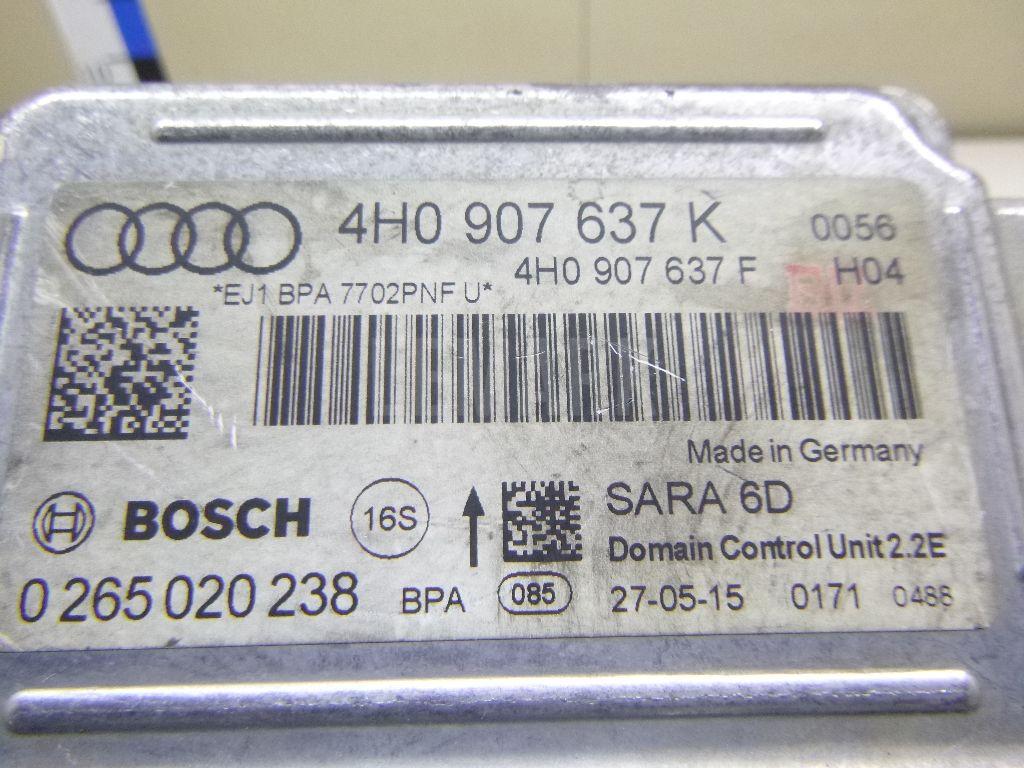 4H0 907 637 K 0056
4H0 907 637 F H04
*EJ1 BPA 7702PNF U*
Made in Germany
BOSCH 16S SARA 6D
Domain Control Unit 2.2E
0 265 020 238 BPA 085 27-05-15 0171 0488